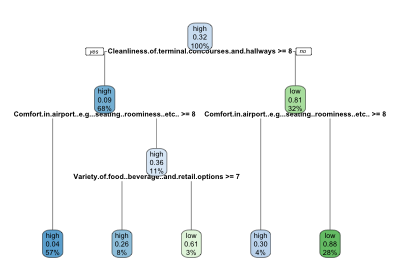 high
0.32
100%
yes
Cleanliness.of.terminal.concourses.and.hallways >= 8
no
high
0.09
68%
low
0.81
32%
Comfort.in.airport..e.g...seating..roominess..etc.. >= 8
Comfort.in.airport..e.g...seating..roominess..etc.. >= 8
high
0.36
11%
Variety.of.food..beverage..and.retail.options >= 7
high
0.04
57%
high
0.26
8%
low
0.61
3%
high
0.30
4%
low
0.88
28%